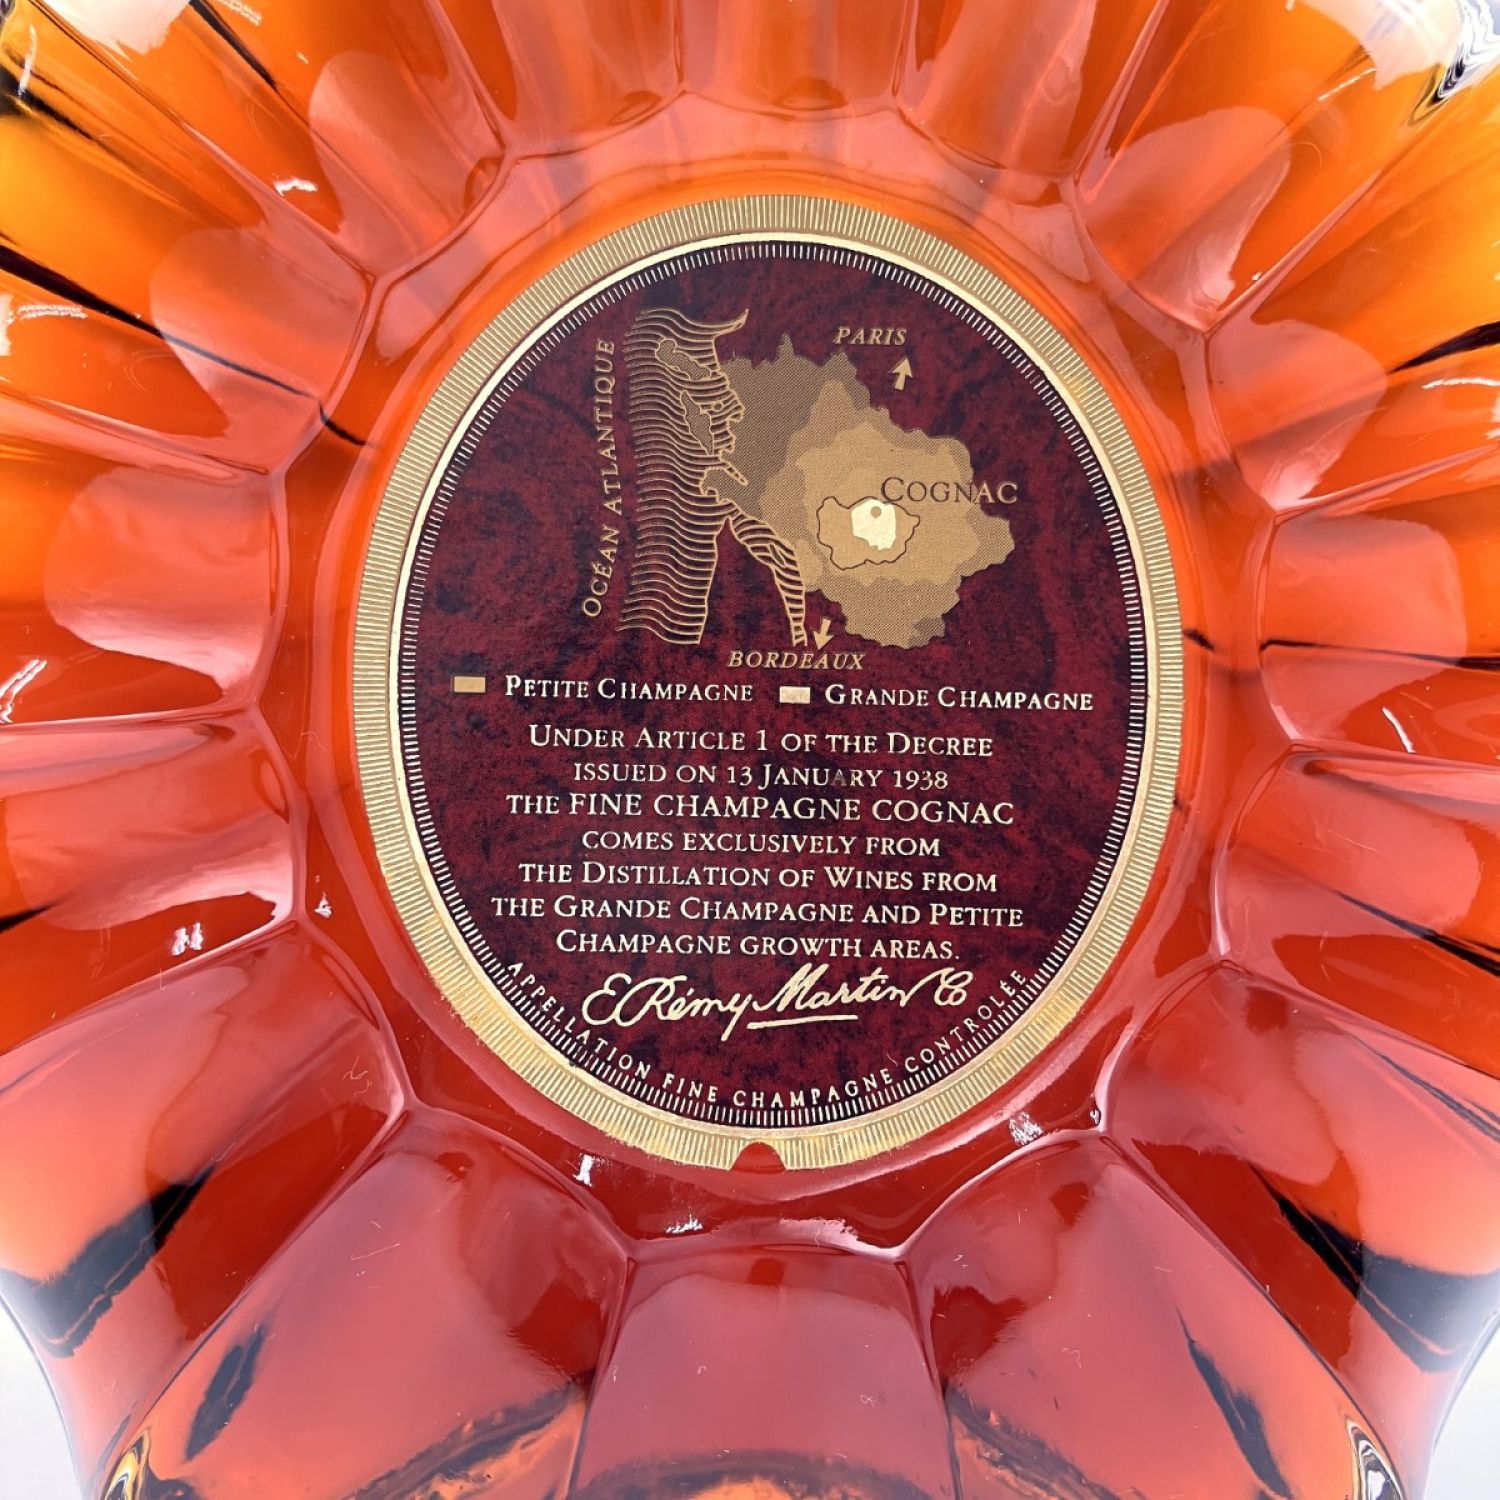 PARIS
OCÉAN ATLANTIQUE
COGNAC
BORDEAUX
PETITE CHAMPAGNE GRANDE CHAMPAGNE
UNDER ARTICLE 1 OF THE DECREE
ISSUED ON 13 JANUARY 1938
THE FINE CHAMPAGNE COGNAC
COMES EXCLUSIVELY FROM
THE DISTILLATION OF WINES FROM
THE GRANDE CHAMPAGNE AND PETITE
CHAMPAGNE GROWTH AREAS.
E. Rémy Martin & Co
APPELLATION FINE CHAMPAGNE CONTROLÉE